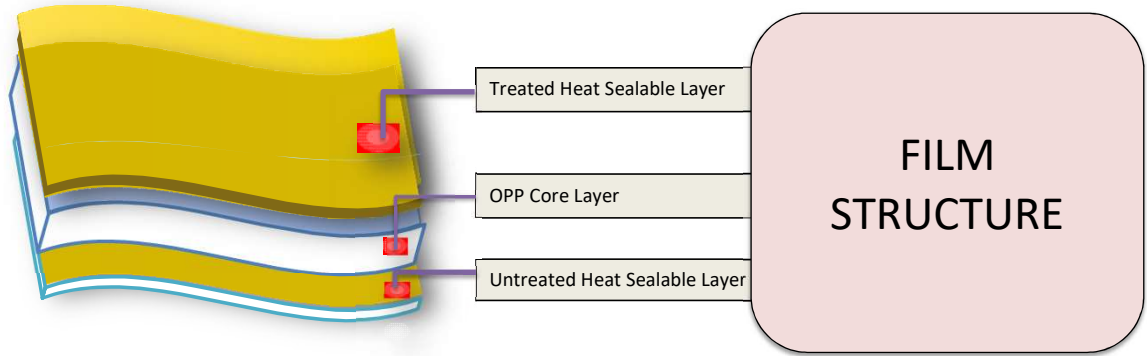 Treated Heat Sealable Layer
OPP Core Layer
Untreated Heat Sealable Layer
FILM
STRUCTURE